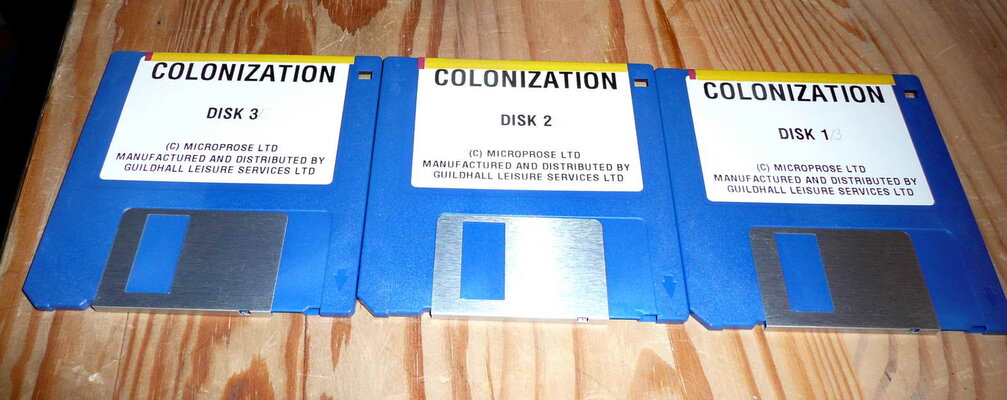 COLONIZATION
DISK 3
(C) MICROPROSE LTD
MANUFACTURED AND DISTRIBUTED BY
GUILDHALL LEISURE SERVICES LTD
COLONIZATION
DISK 2
(C) MICROPROSE LTD
MANUFACTURED AND DISTRIBUTED BY
GUILDHALL LEISURE SERVICES LTD
COLONIZATION
DISK 1/3
(C) MICROPROSE LTD
MANUFACTURED AND DISTRIBUTED BY
GUILDHALL LEISURE SERVICES LTD